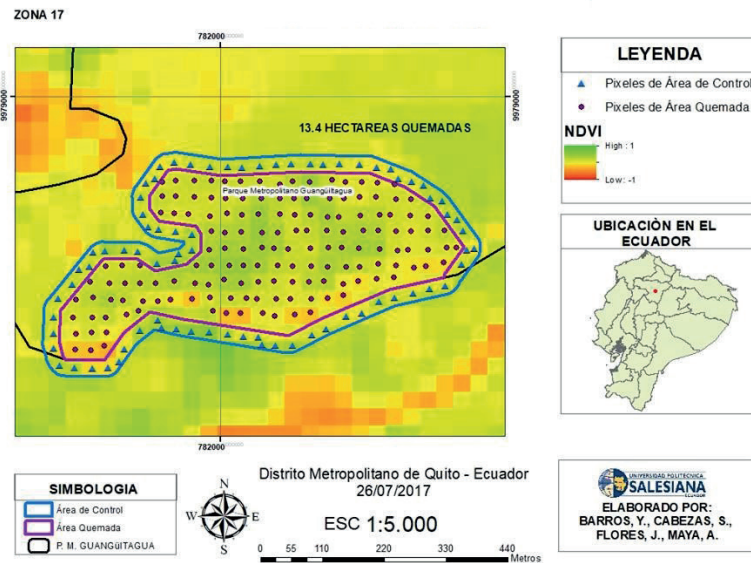 ZONA 17
782000
9979000
9979000
13.4 HECTAREAS QUEMADAS
Parque Metropolitano Guangüiltagua
782000
LEYENDA
Pixeles de Área de Control
Pixeles de Área Quemada
NDVI
High : 1
Low : -1
UBICACIÒN EN EL
ECUADOR
SIMBOLOGIA
Área de Control
Área Quemada
P. M. GUANGüITAGUA
N
W
E
S
Distrito Metropolitano de Quito - Ecuador
26/07/2017
ESC 1:5.000
0 55 110 220 330 440
Metros
UNIVERSIDAD POLITÉCNICA
SALESIANA
ECUADOR
ELABORADO POR:
BARROS, Y., CABEZAS, S.,
FLORES, J., MAYA, A.